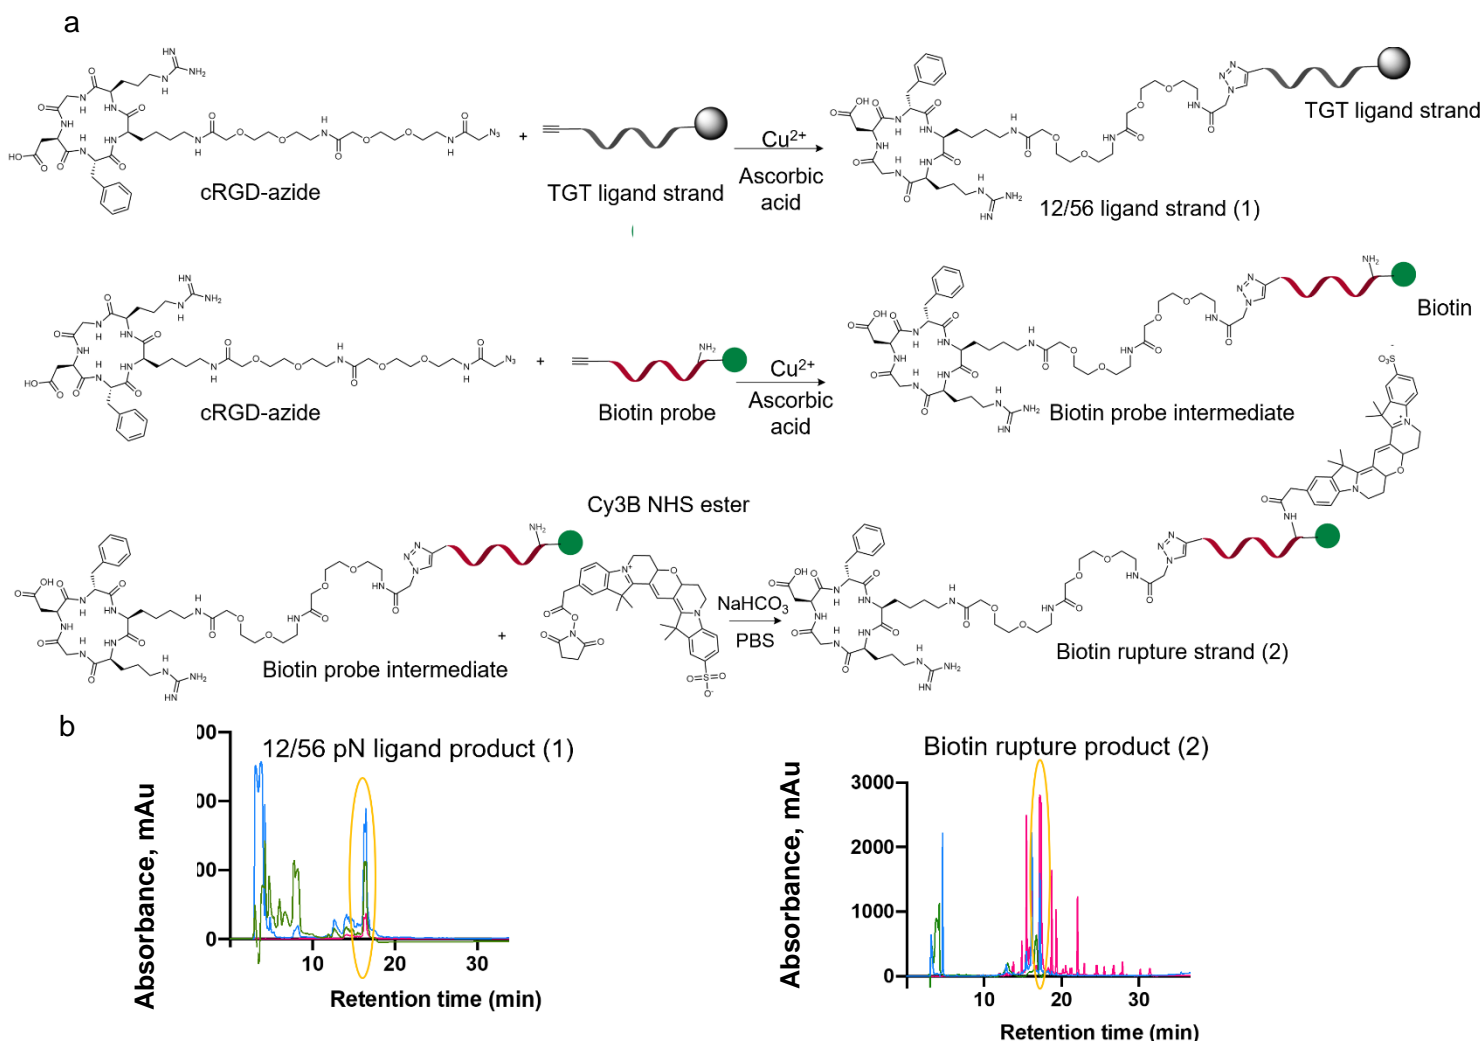 a
cRGD-azide
+
TGT ligand strand
Cu2+
Ascorbic
acid
TGT ligand strand
12/56 ligand strand (1)
cRGD-azide
+
Biotin probe
Cu2+
Ascorbic
acid
Biotin
Biotin probe intermediate
Biotin probe intermediate
+
Cy3B NHS ester
NaHCO3
PBS
Biotin rupture strand (2)
b
12/56 pN ligand product (1)
Absorbance, mAu
00
00
00
0
10
20
30
Retention time (min)
Biotin rupture product (2)
Absorbance, mAu
3000
2000
1000
0
10
20
30
Retention time (min)